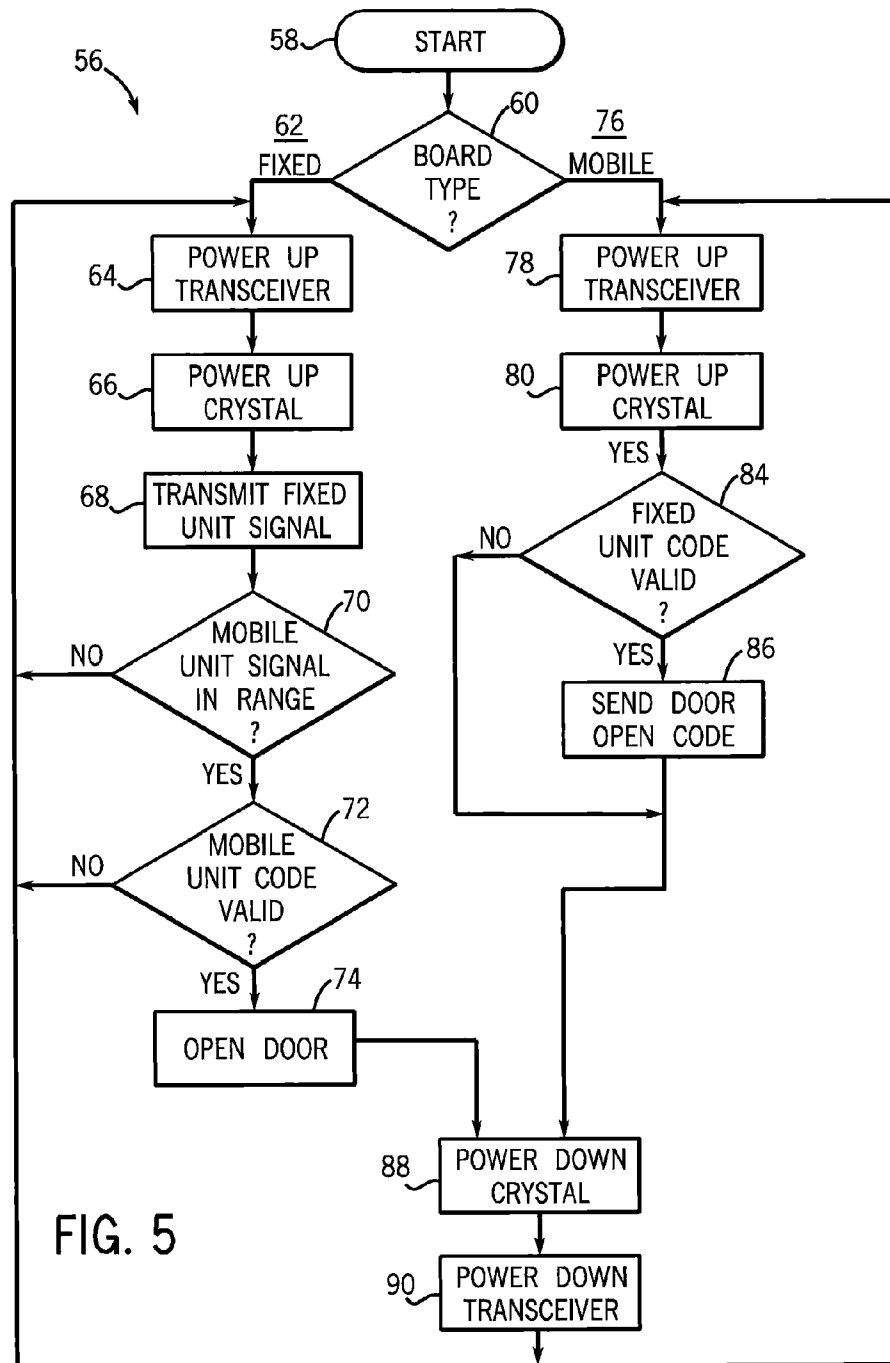 58
START
56
60
62
FIXED
BOARD
TYPE
?
76
MOBILE
64
POWER UP
TRANSCEIVER
78
POWER UP
TRANSCEIVER
66
POWER UP
CRYSTAL
80
POWER UP
CRYSTAL
YES
68
TRANSMIT FIXED
UNIT SIGNAL
84
NO
FIXED
UNIT CODE
VALID
?
YES
70
NO
MOBILE
UNIT SIGNAL
IN RANGE
?
YES
86
SEND DOOR
OPEN CODE
72
NO
MOBILE
UNIT CODE
VALID
?
YES
74
OPEN DOOR
88
POWER DOWN
CRYSTAL
FIG. 5
90
POWER DOWN
TRANSCEIVER